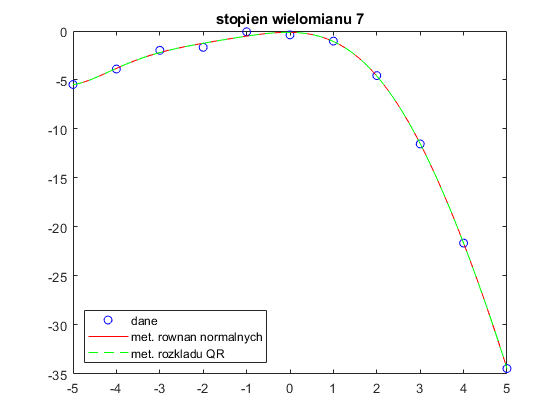 stopien wielomianu 7
0
-5
-10
-15
-20
-25
-30
-35
dane
met. rownan normalnych
met. rozkladu QR
-5 -4 -3 -2 -1 0 1 2 3 4 5